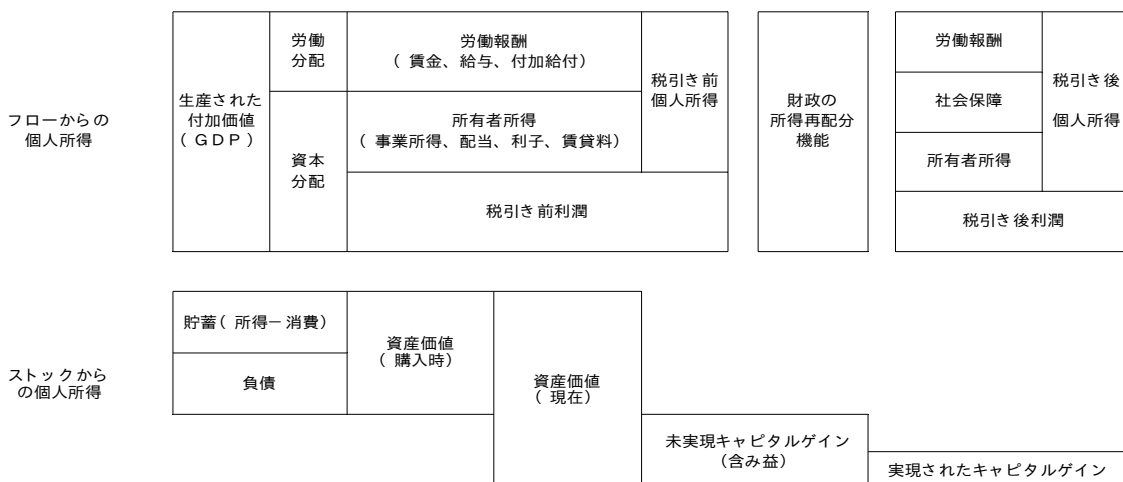 フローからの
個人所得
生産された
付加価値
(GDP)
労働
分配
資本
分配
労働報酬
(賃金、給与、付加給付)
所有者所得
(事業所得、配当、利子、賃貸料)
税引き前利潤
税引き前
個人所得
財政の
所得再配分
機能
労働報酬
社会保障
所有者所得
税引き後
個人所得
税引き後利潤
ストックから
の個人所得
貯蓄(所得－消費)
負債
資産価値
(購入時)
資産価値
(現在)
未実現キャピタルゲイン
(含み益)
実現されたキャピタルゲイン